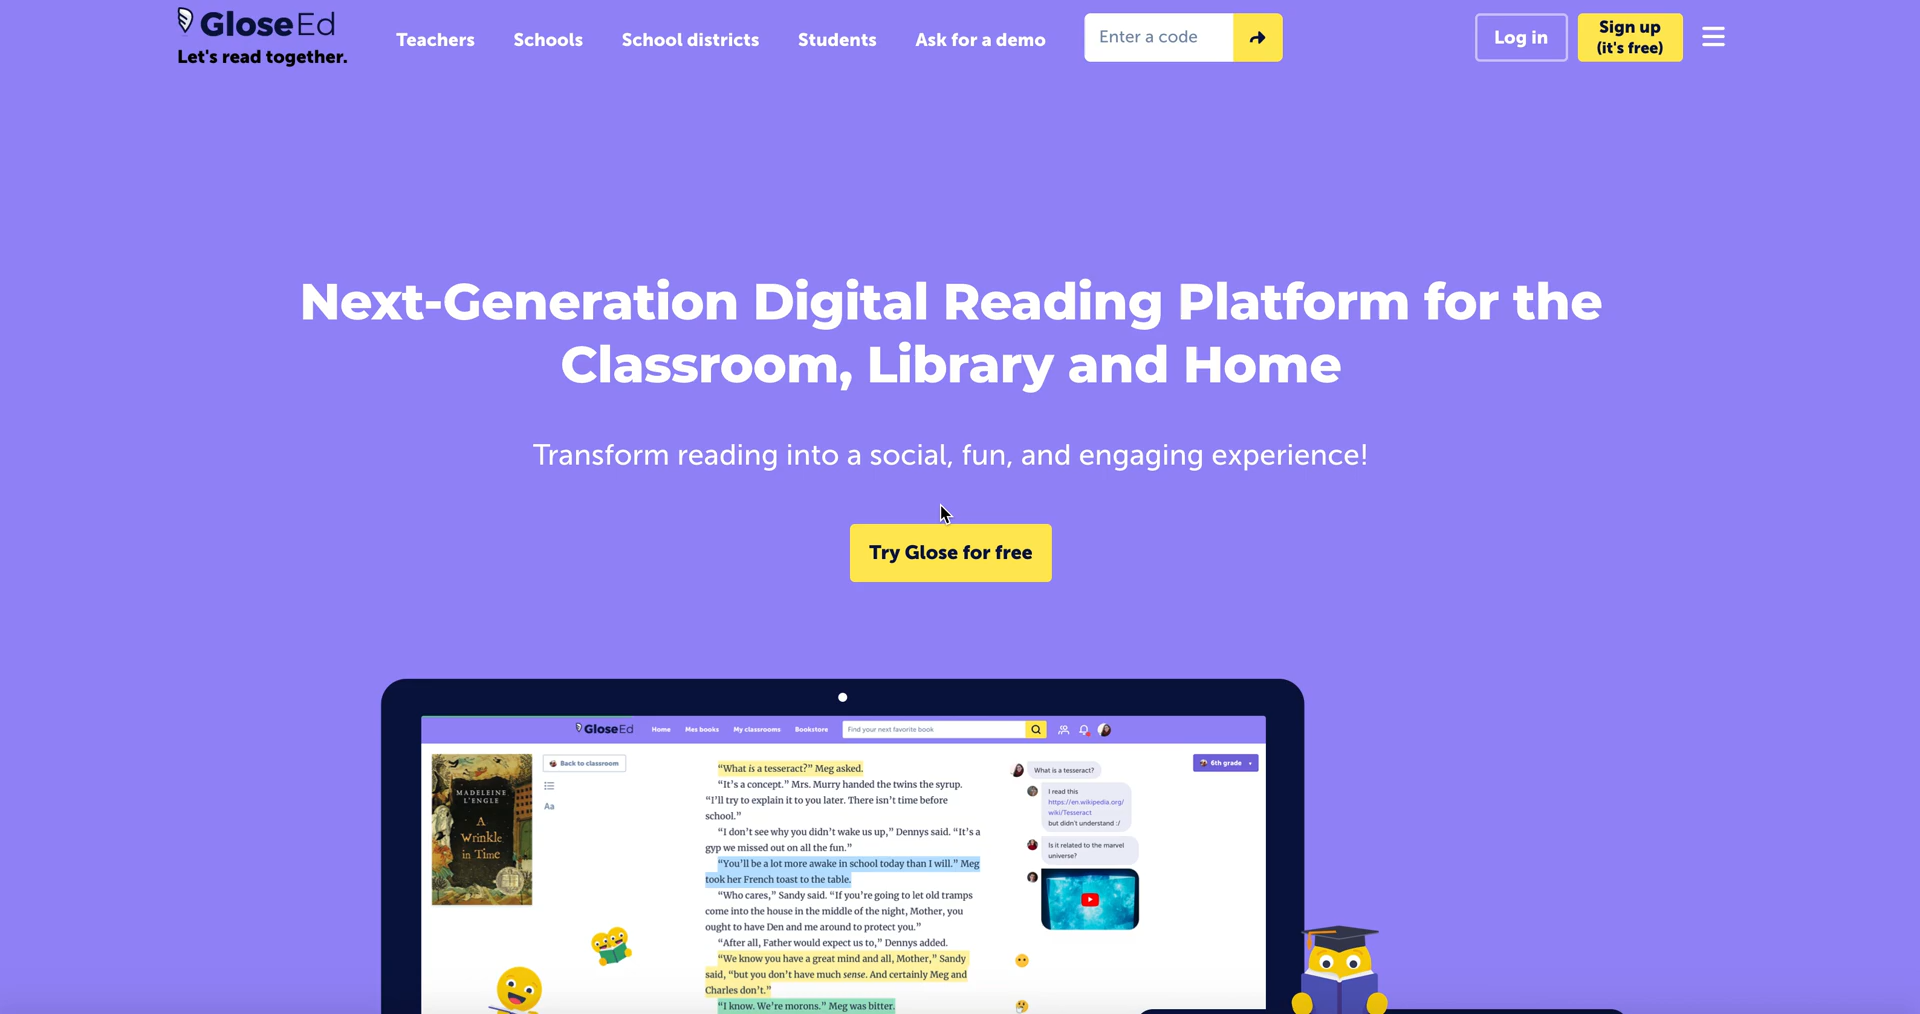 GloseEd
Let's read together.
Teachers
Schools
School districts
Students
Ask for a demo
Enter a code
Log in
Sign up
(it's free)
Next-Generation Digital Reading Platform for the
Classroom, Library and Home
Transform reading into a social, fun, and engaging experience!
Try Glose for free
GloseEd
Home
Mes books
My classrooms
Bookstore
Find your next favorite book
MADELEINE
L'ENGLE
A
Wrinkle
in Time
Back to classroom
Aa
“What is a tesseract?” Meg asked.
“It's a concept.” Mrs. Murry handed the twins the syrup.
“I'll try to explain it to you later. There isn't time before
school.”
“I don't see why you didn't wake us up,” Dennys said. “It's a
gyp we missed out on all the fun.”
“You'll be a lot more awake in school today than I will.” Meg
took her French toast to the table.
“Who cares,” Sandy said. “If you're going to let old tramps
come into the house in the middle of the night, Mother, you
ought to have Den and me around to protect you.”
“After all, Father would expect us to,” Dennys added.
“We know you have a great mind and all, Mother,” Sandy
said, “but you don't have much sense. And certainly Meg and
Charles don't.”
“I know. We're morons.” Meg was bitter.
What is a tesseract?
I read this
https://en.wikipedia.org/
wiki/Tesseract
but didn't understand :/
Is it related to the marvel
universe?
6th grade